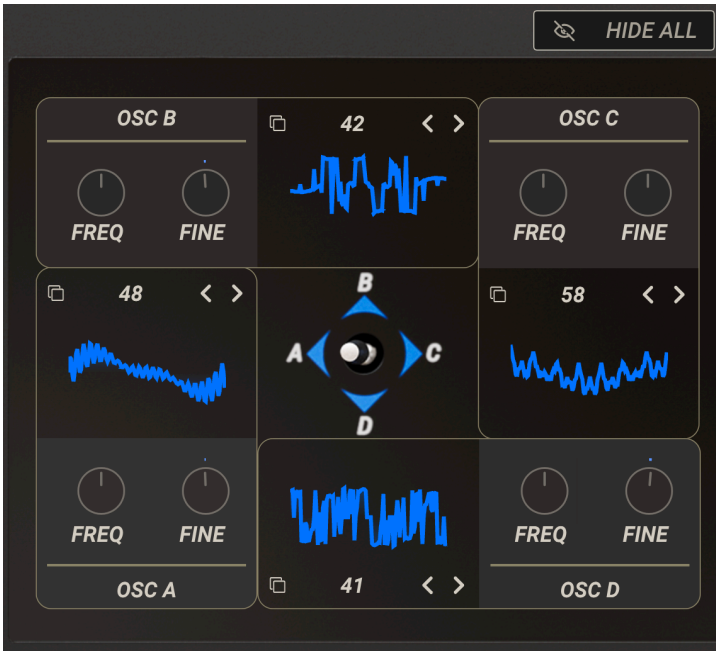 HIDE ALL
OSC B
42
OSC C
FREQ
FINE
FREQ
FINE
48
B
58
A
C
D
FREQ
FINE
FREQ
FINE
OSC A
41
OSC D